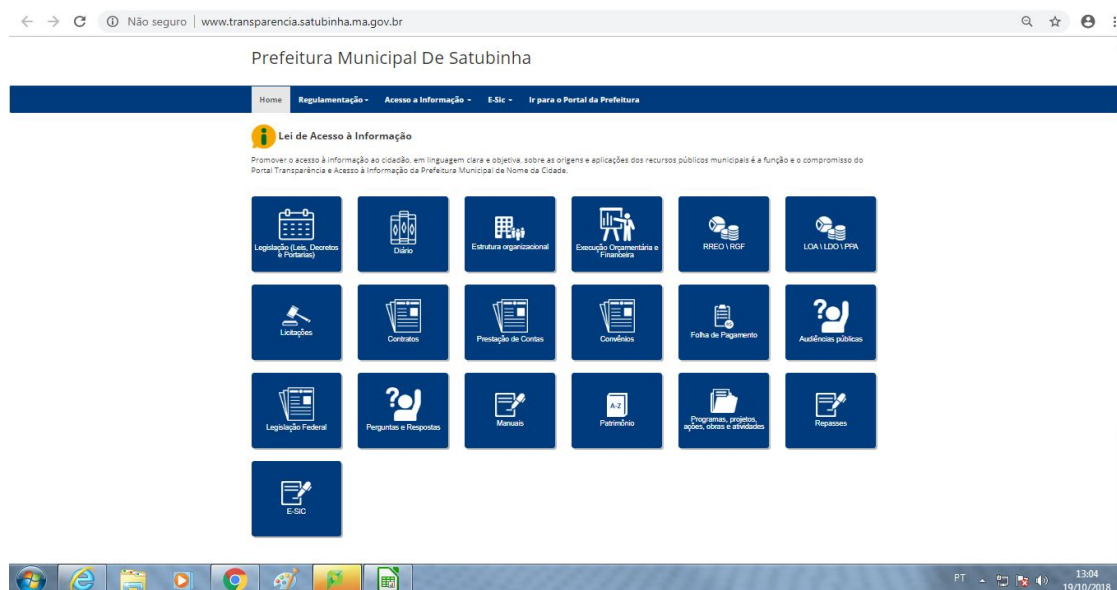 Não seguro | www.transparencia.satubinha.ma.gov.br
Prefeitura Municipal De Satubinha
Home Regulamentação Acesso a Informação E-Sic Ir para o Portal da Prefeitura
Lei de Acesso à Informação
Promover o acesso à informação ao cidadão, em linguagem clara e objetiva, sobre as origens e aplicações dos recursos públicos municipais é a função e o compromisso do
Portal Transparência e Acesso à Informação da Prefeitura Municipal de Nome da Cidade.
Legislação (Leis, Decretos
e Portarias)
Diário
Estrutura organizacional
Execução Orçamentária e
Financeira
RREO \ RGF
LOA \ LDO \ PPA
Licitações
Contratos
Prestação de Contas
Convênios
Folha de Pagamento
Audiências públicas
Legislação Federal
Perguntas e Respostas
Manuais
A-Z
Patrimônio
Programas, projetos,
ações, obras e atividades
Repasses
E-SIC
PT
13:04
19/10/2018